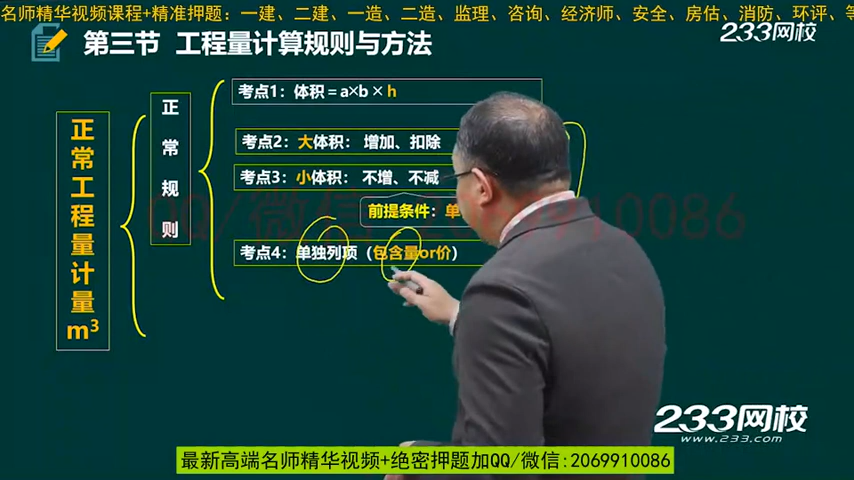 名师精华视频课程+精准押题：一建、二建、一造、二造、监理、咨询、经济师、安全、房估、消防、环评、等
第三节 工程量计算规则与方法
233网校
正常工程量计量m³
正常规则
考点1：体积＝a×b×h
考点2：大体积：增加、扣除
考点3：小体积：不增、不减
前提条件：单
考点4：单独列项（包含量or价）
QQ/微信:2069910086
233网校
www.233.com
最新高端名师精华视频+绝密押题加QQ/微信:2069910086